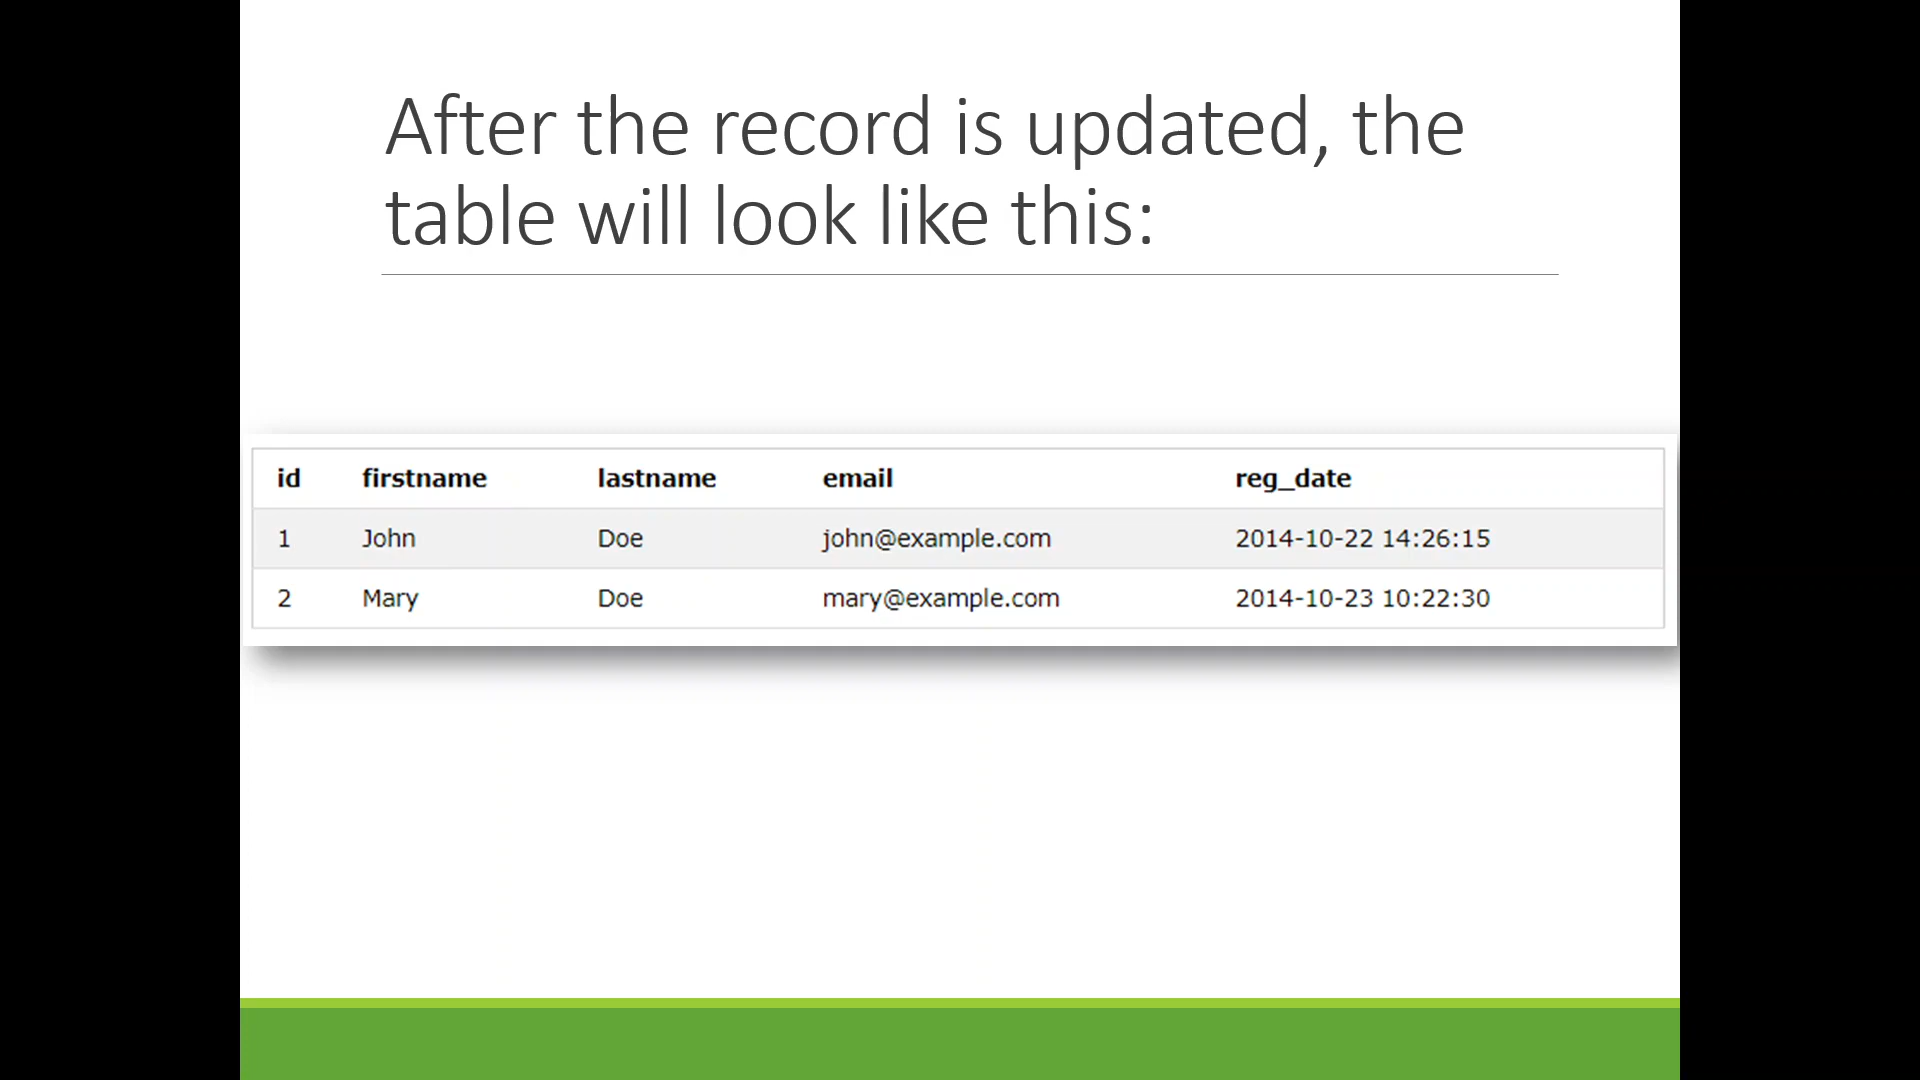 After the record is updated, the
table will look like this:
id firstname lastname email reg_date
1 John Doe john@example.com 2014-10-22 14:26:15
2 Mary Doe mary@example.com 2014-10-23 10:22:30